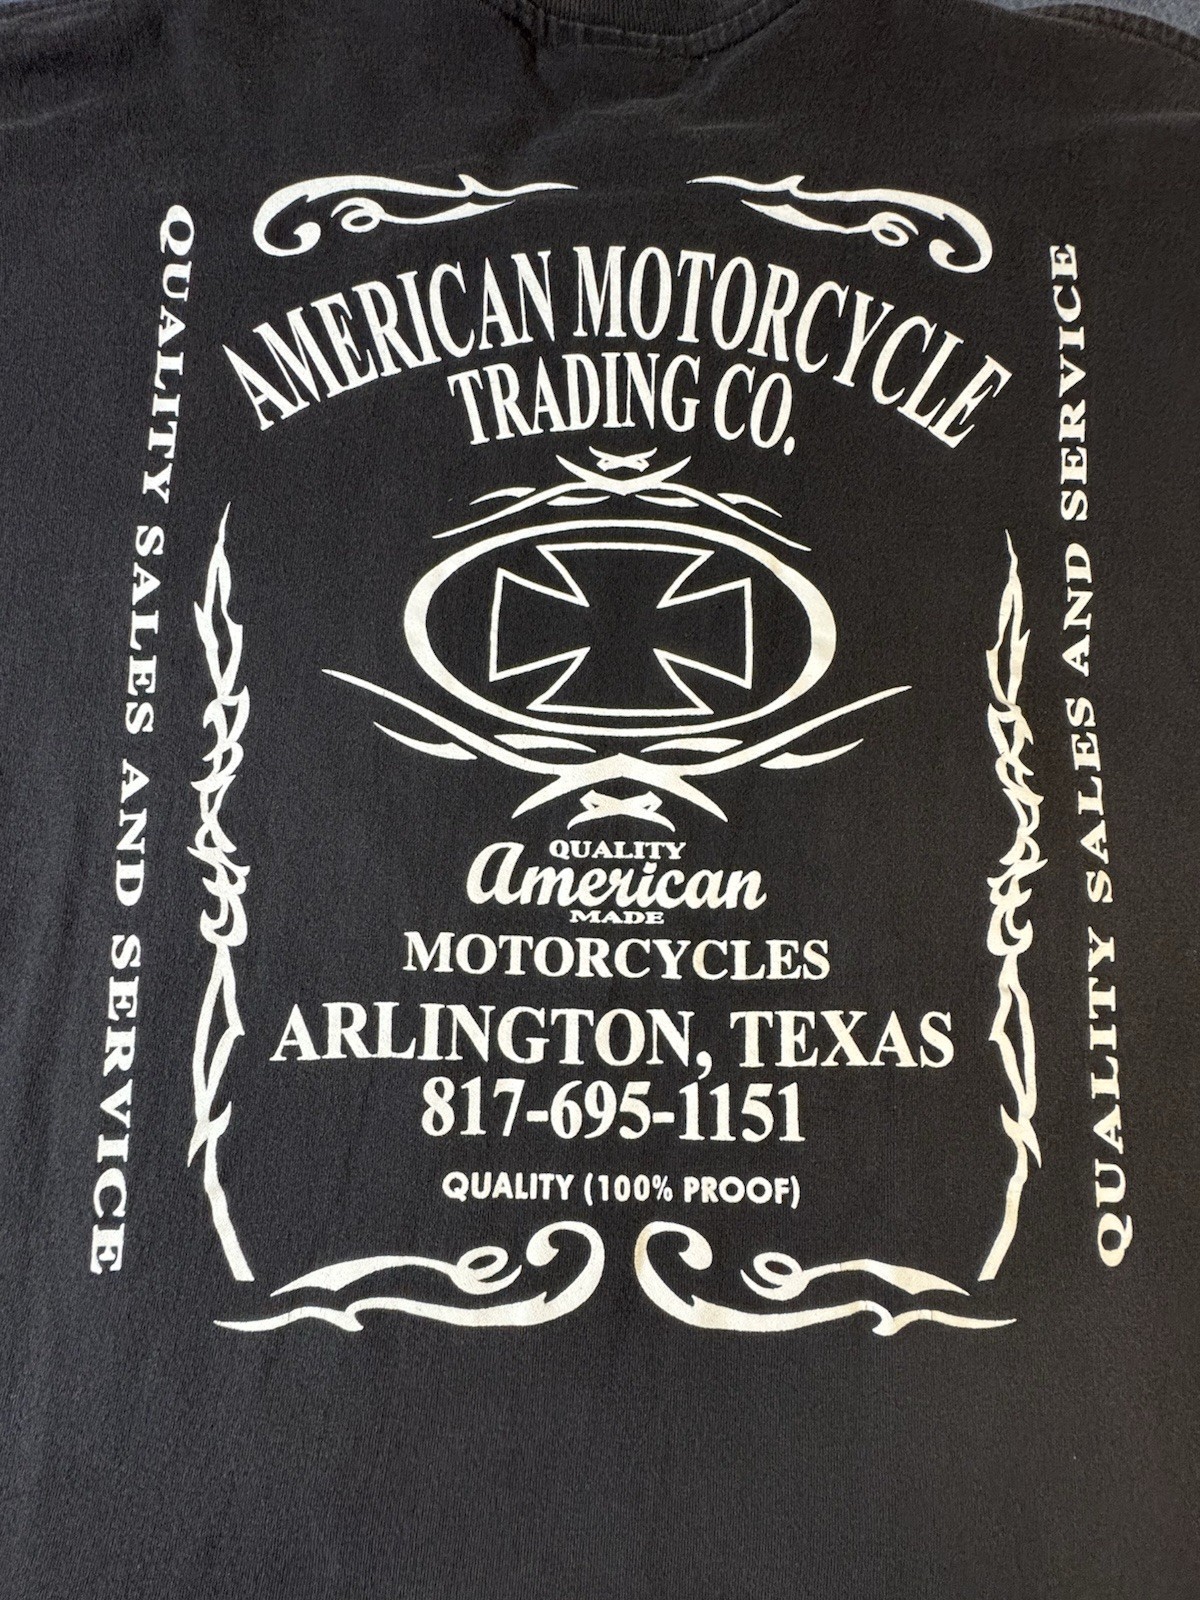 AMERICAN MOTORCYCLE
TRADING CO.
QUALITY SALES AND SERVICE
QUALITY SALES AND SERVICE
QUALITY
American
MADE
MOTORCYCLES
ARLINGTON, TEXAS
817-695-1151
QUALITY (100% PROOF)